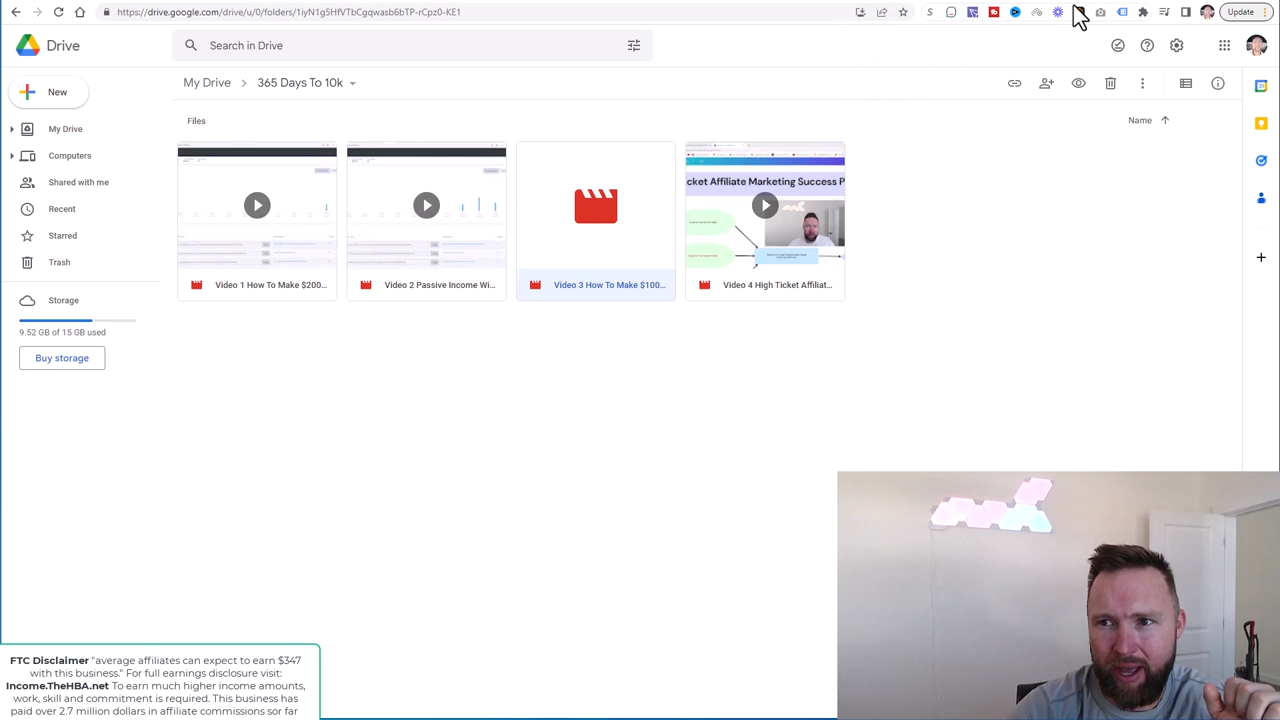 https://drive.google.com/drive/u/0/folders/1iyN1g5HfVTbCgqwasb6bTP-rCpz0-KE1
Update
Drive
Search in Drive
New
My Drive
365 Days To 10k
My Drive
Computers
Shared with me
Recent
Starred
Trash
Storage
9.52 GB of 15 GB used
Buy storage
Files
Name
icket Affiliate Marketing Success P
Video 1 How To Make $200...
Video 2 Passive Income Wi...
Video 3 How To Make $100...
Video 4 High Ticket Affiliat...
FTC Disclaimer "average affiliates can expect to earn $347
with this business." For full earnings disclosure visit:
Income.TheHBA.net To earn much higher income amounts,
work, skill and commitment is required. This business has
paid over 2.7 million dollars in affiliate commissions sor far